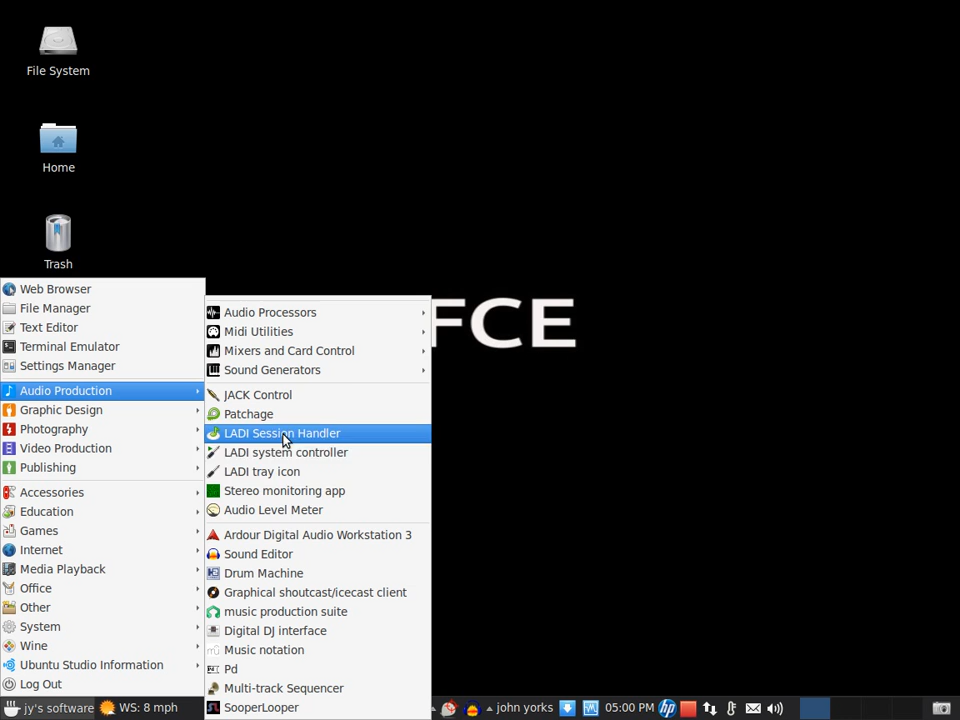 File System
Home
Trash
FCE
Web Browser
File Manager
Text Editor
Terminal Emulator
Settings Manager
Audio Production
Graphic Design
Photography
Video Production
Publishing
Accessories
Education
Games
Internet
Media Playback
Office
Other
System
Wine
Ubuntu Studio Information
Log Out
Audio Processors
Midi Utilities
Mixers and Card Control
Sound Generators
JACK Control
Patchage
LADI Session Handler
LADI system controller
LADI tray icon
Stereo monitoring app
Audio Level Meter
Ardour Digital Audio Workstation 3
Sound Editor
Drum Machine
Graphical shoutcast/icecast client
music production suite
Digital DJ interface
Music notation
Pd
Multi-track Sequencer
SooperLooper
jy's software WS: 8 mph john yorks 05:00 PM hp